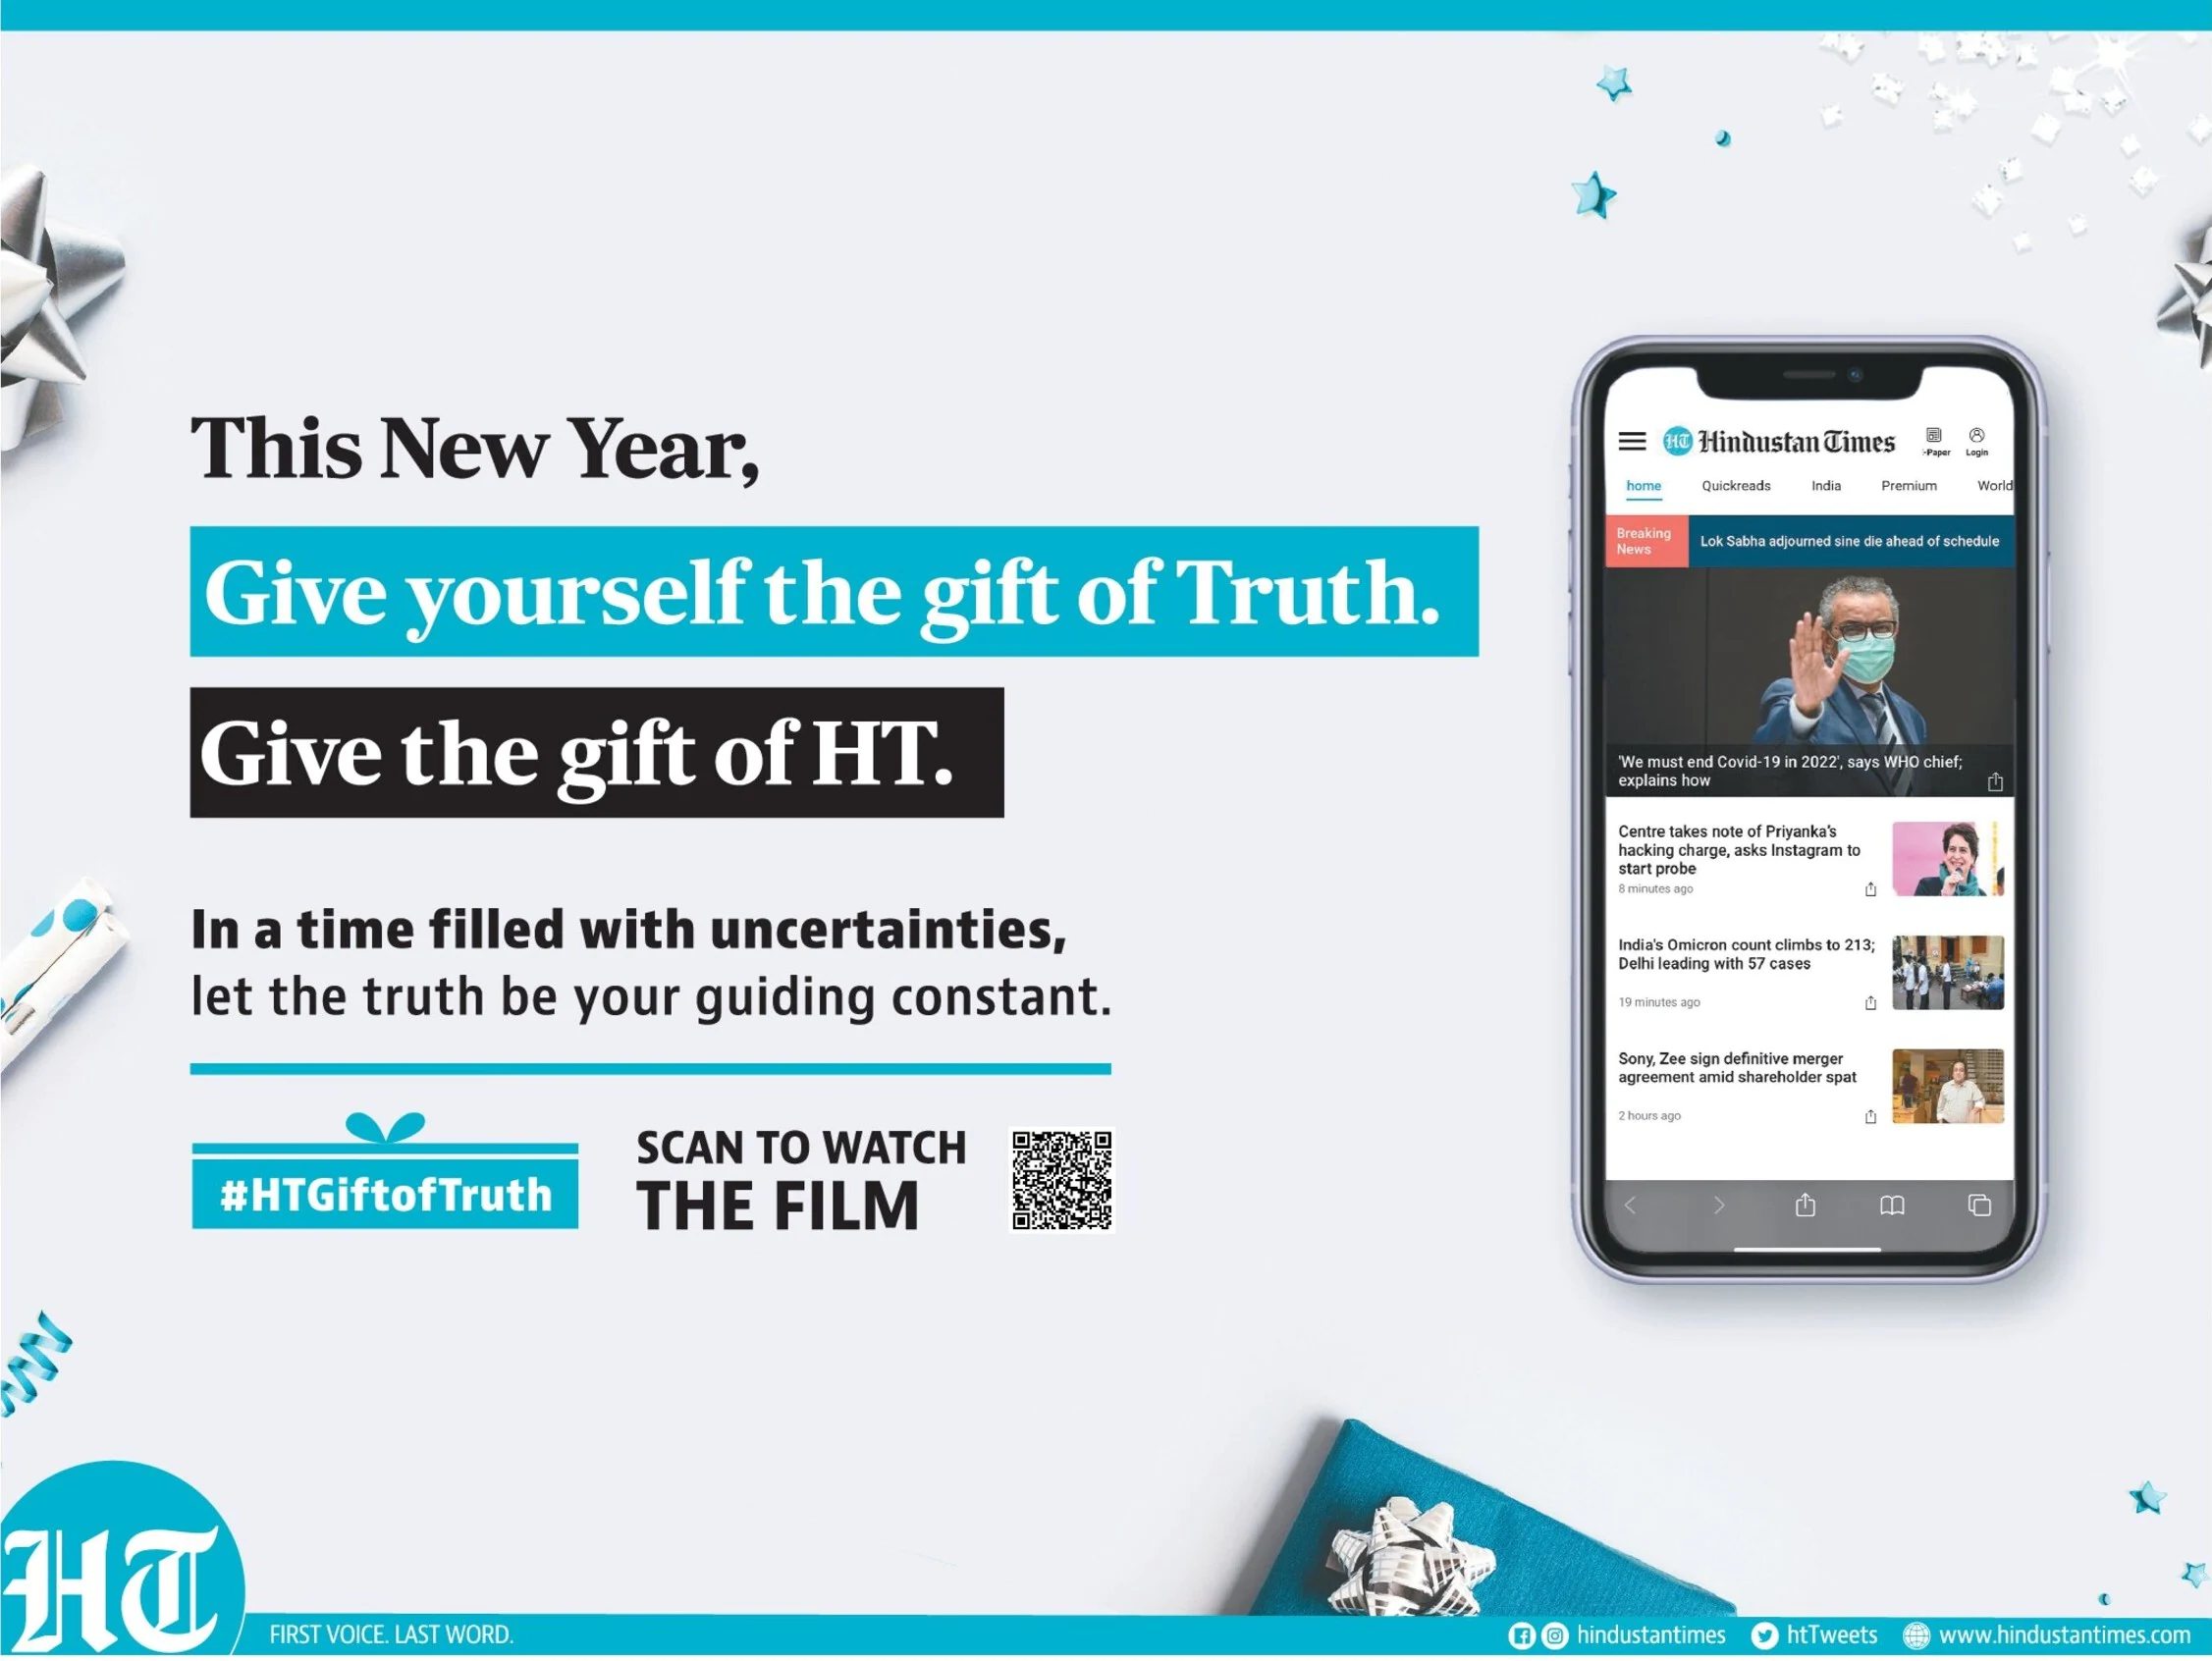 This New Year,
Give yourself the gift of Truth.
Give the gift of HT.
In a time filled with uncertainties,
let the truth be your guiding constant.
#HTGiftofTruth
SCAN TO WATCH
THE FILM
HT Hindustan Times
-Paper
Login
home Quickreads India Premium World
Breaking
News
Lok Sabha adjourned sine die ahead of schedule
'We must end Covid-19 in 2022', says WHO chief;
explains how
Centre takes note of Priyanka's
hacking charge, asks Instagram to
start probe
8 minutes ago
India's Omicron count climbs to 213;
Delhi leading with 57 cases
19 minutes ago
Sony, Zee sign definitive merger
agreement amid shareholder spat
2 hours ago
HT
FIRST VOICE. LAST WORD.
hindustantimes htTweets www.hindustantimes.com